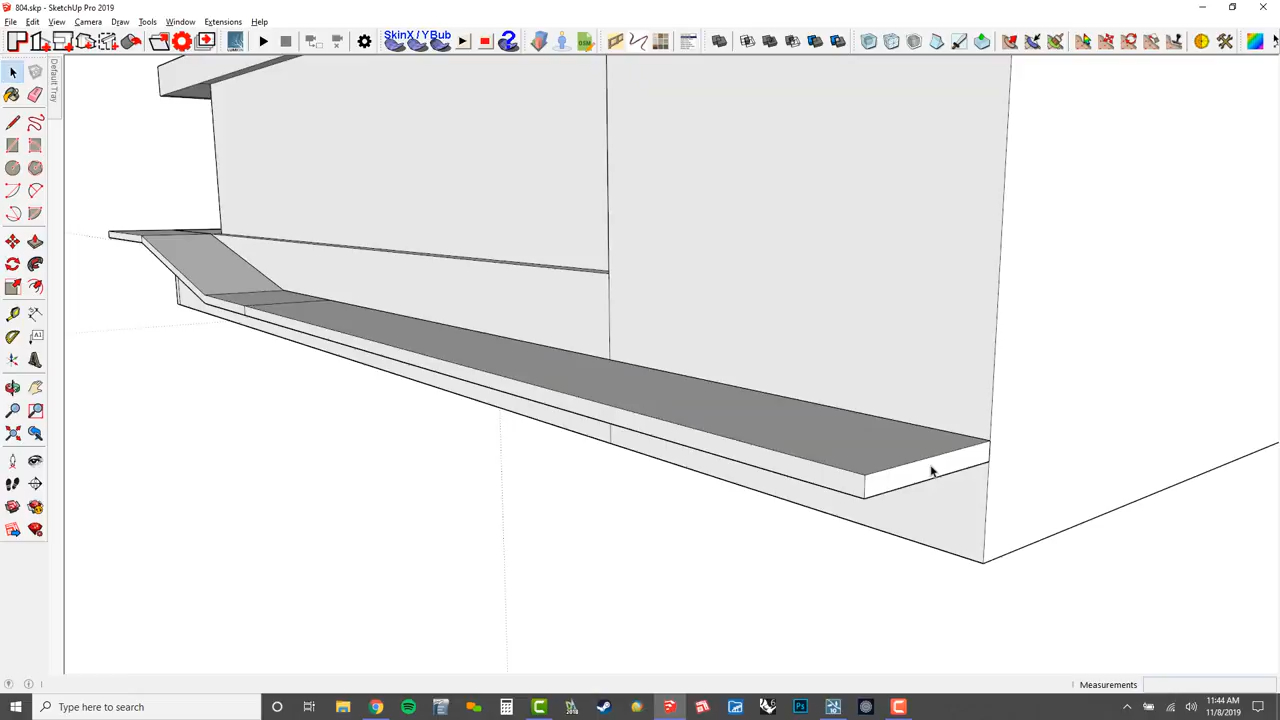 804.skp - SketchUp Pro 2019
File Edit View Camera Draw Tools Window Extensions Help
SkinX / YBub
Default Tray
Measurements
Type here to search
11:44 AM
11/8/2019